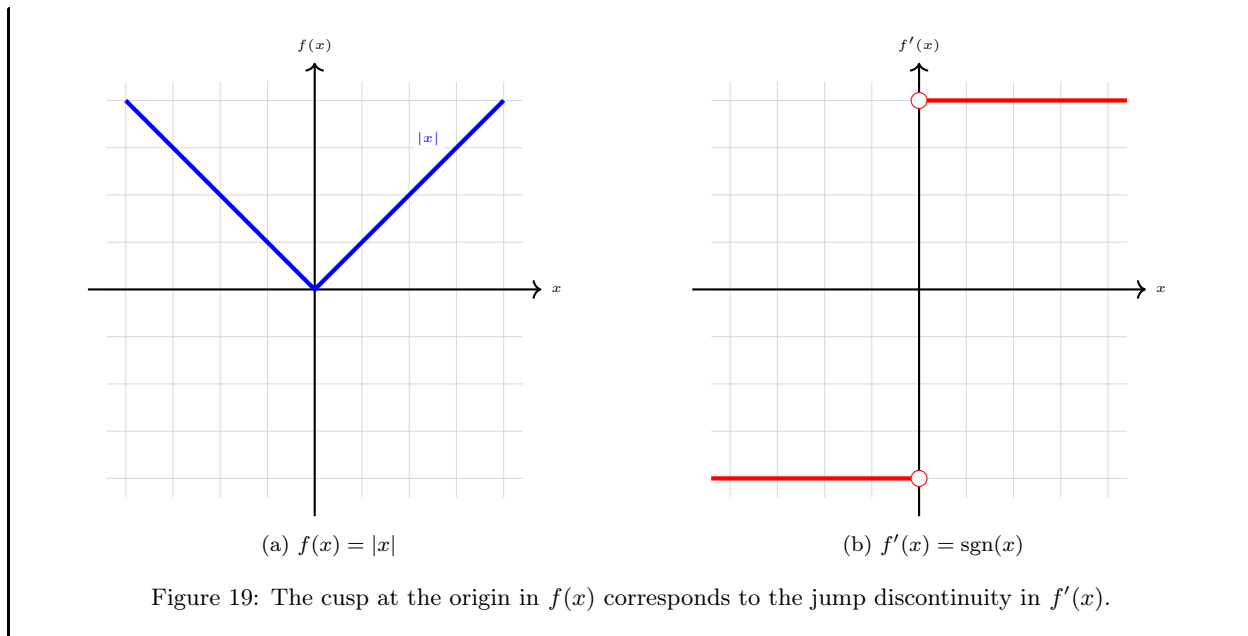 f(x)
f′(x)
|x|
x
x
(a) f(x) = |x|
(b) f′(x) = sgn(x)
Figure 19: The cusp at the origin in f(x) corresponds to the jump discontinuity in f′(x).